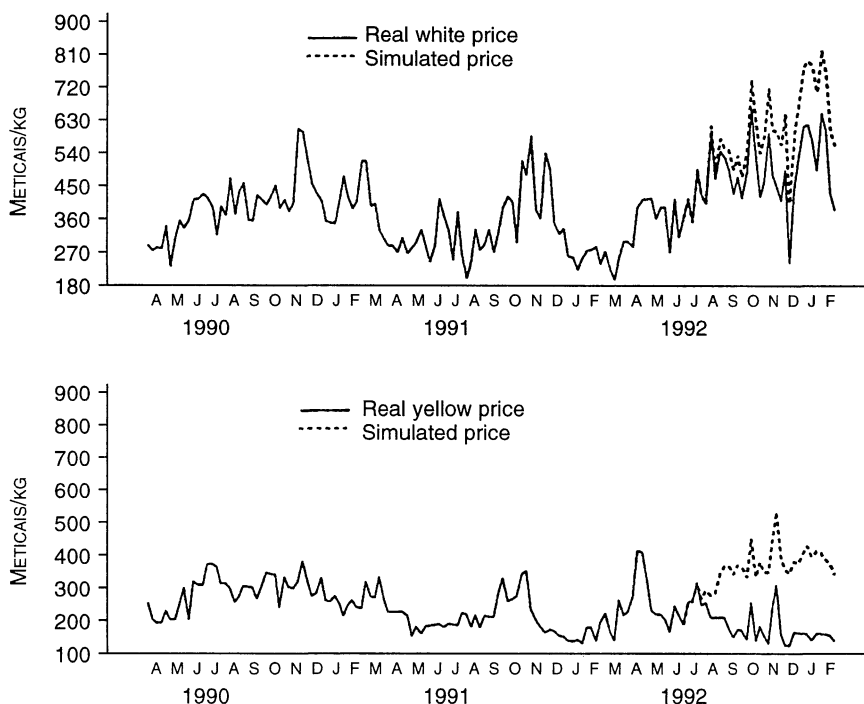 900
810
720
630
540
450
360
270
180
METICAIS/KG
Real white price
Simulated price
A M J J A S O N D J F M A M J J A S O N D J F M A M J J A S O N D J F
1990 1991 1992
900
800
700
600
500
400
300
200
100
METICAIS/KG
Real yellow price
Simulated price
A M J J A S O N D J F M A M J J A S O N D J F M A M J J A S O N D J F
1990 1991 1992